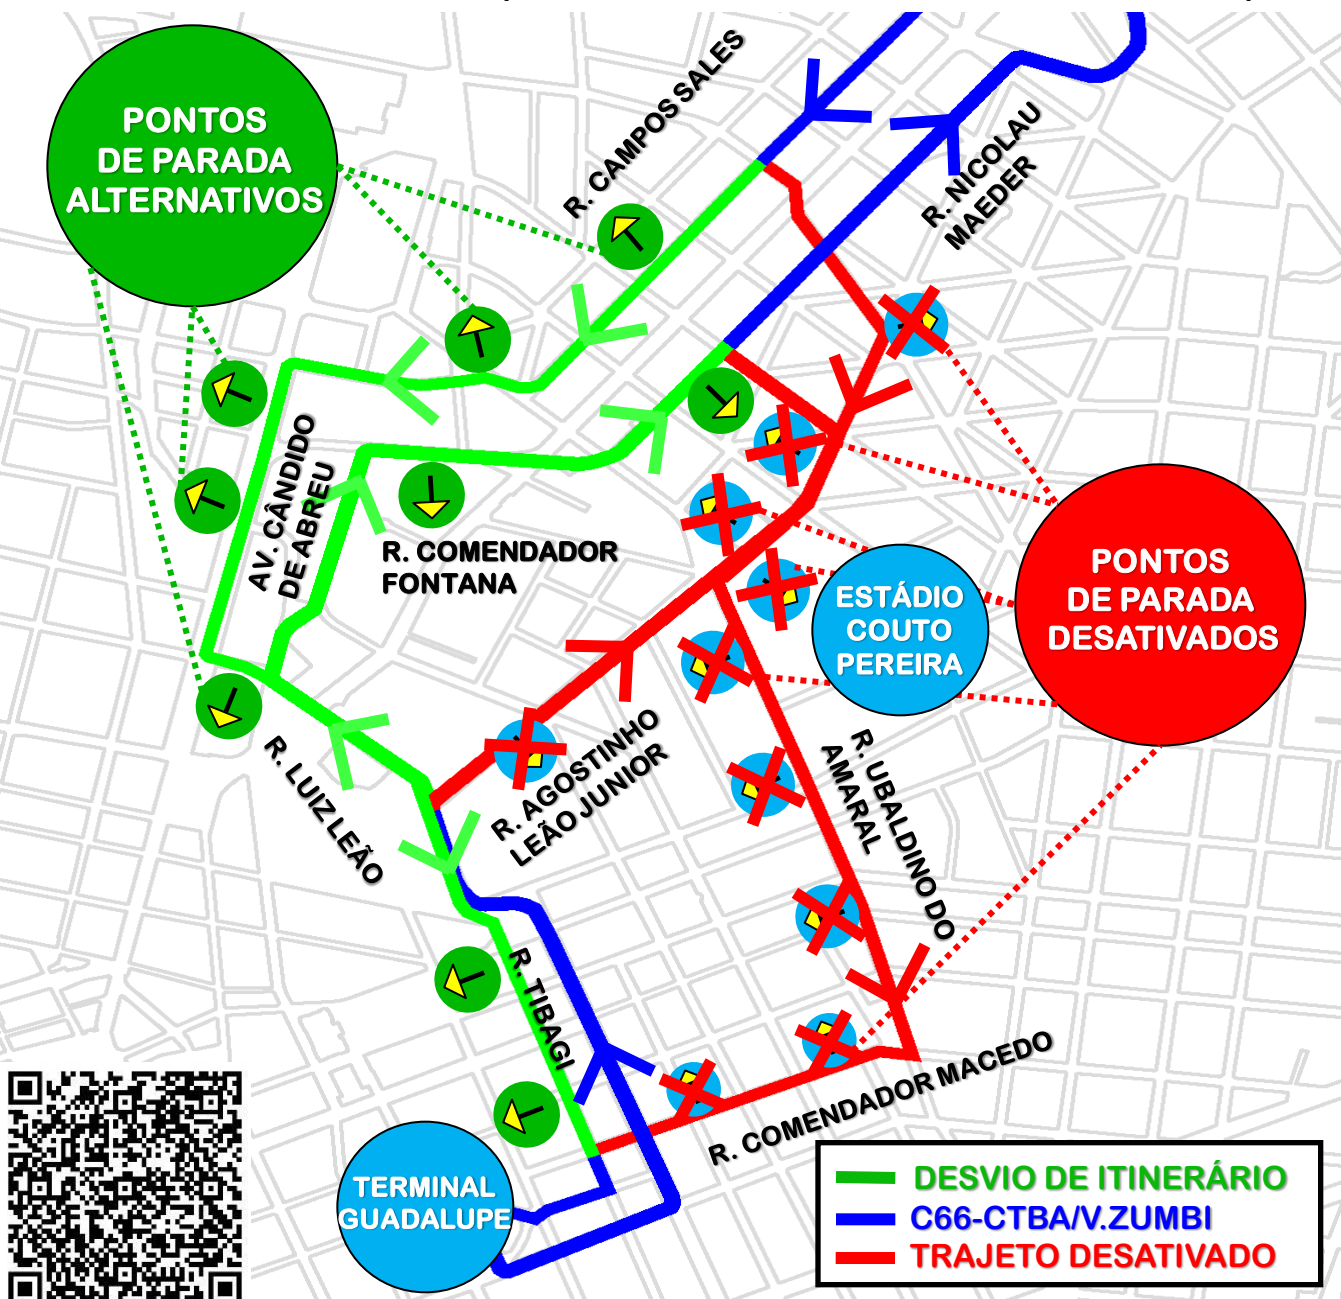 PONTOS
DE PARADA
ALTERNATIVOS
R. CAMPOS SALES
R. NICOLAU
MAEDER
AV. CÂNDIDO
DE ABREU
R. COMENDADOR
FONTANA
ESTÁDIO
COUTO
PEREIRA
PONTOS
DE PARADA
DESATIVADOS
R. LUIZ LEÃO
R. AGOSTINHO
LEÃO JUNIOR
R. UBALDINO DO
AMARAL
R. TIBAGI
R. COMENDADOR MACEDO
TERMINAL
GUADALUPE
DESVIO DE ITINERÁRIO
C66-CTBA/V.ZUMBI
TRAJETO DESATIVADO